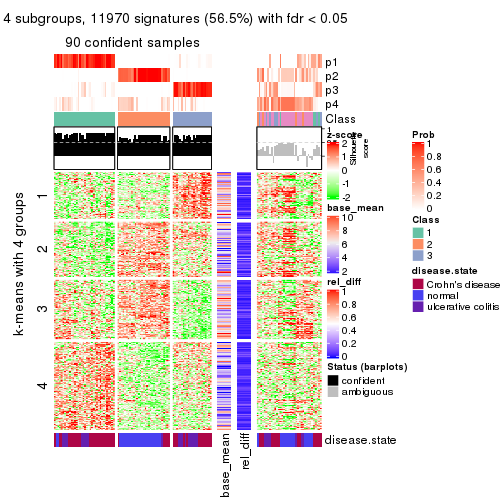 4 subgroups, 11970 signatures (56.5%) with fdr < 0.05
90 confident samples
p1
p2
p3
p4
Class
1
Silhouette
score
k-means with 4 groups
1
2
3
4
base_mean
rel_diff
disease.state
z-score
2
1
0
-1
-2
base_mean
10
8
6
4
2
rel_diff
1
0.8
0.6
0.4
0.2
0
Status (barplots)
confident
ambiguous
Prob
1
0.8
0.6
0.4
0.2
0
Class
1
2
3
disease.state
Crohn's disease
normal
ulcerative colitis